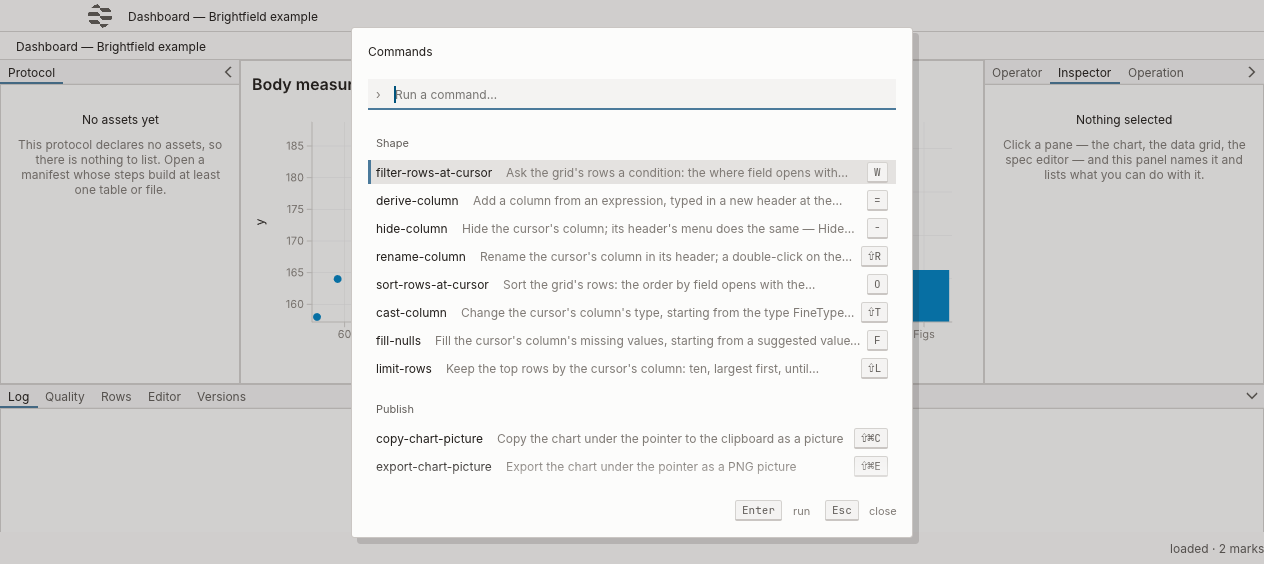 Dashboard — Brightfield example
Dashboard — Brightfield example
Protocol
No assets yet
This protocol declares no assets, so
there is nothing to list. Open a
manifest whose steps build at least
one table or file.
Body measur
185
180
175
170
165
160
y
60
Commands
› Run a command...
Shape
filter-rows-at-cursor Ask the grid's rows a condition: the where field opens with... W
derive-column Add a column from an expression, typed in a new header at the... =
hide-column Hide the cursor's column; its header's menu does the same — Hide... -
rename-column Rename the cursor's column in its header; a double-click on the... ⇧R
sort-rows-at-cursor Sort the grid's rows: the order by field opens with the... O
cast-column Change the cursor's column's type, starting from the type FineType... ⇧T
fill-nulls Fill the cursor's column's missing values, starting from a suggested value... F
limit-rows Keep the top rows by the cursor's column: ten, largest first, until... ⇧L
Publish
copy-chart-picture Copy the chart under the pointer to the clipboard as a picture ⇧⌘C
export-chart-picture Export the chart under the pointer as a PNG picture ⇧⌘E
Enter run Esc close
Figs
Operator Inspector Operation
Nothing selected
Click a pane — the chart, the data grid, the
spec editor — and this panel names it and
lists what you can do with it.
Log Quality Rows Editor Versions
loaded · 2 marks